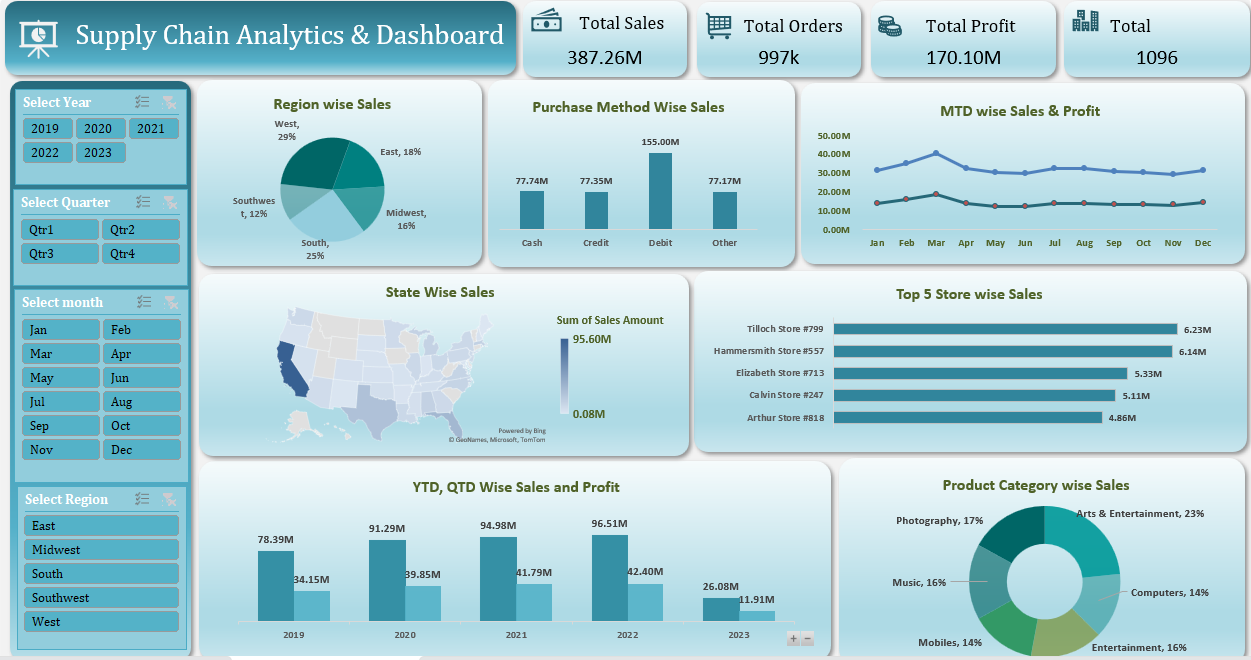 Supply Chain Analytics & Dashboard
Total Sales
387.26M
Total Orders
997k
Total Profit
170.10M
Total
1096
Select Year
2019 2020 2021
2022 2023
Select Quarter
Qtr1 Qtr2
Qtr3 Qtr4
Select month
Jan Feb
Mar Apr
May Jun
Jul Aug
Sep Oct
Nov Dec
Select Region
East
Midwest
South
Southwest
West
Region wise Sales
West,
29%
East, 18%
Southwes
t, 12%
Midwest,
16%
South,
25%
Purchase Method Wise Sales
155.00M
77.74M 77.35M 77.17M
Cash Credit Debit Other
MTD wise Sales & Profit
50.00M
40.00M
30.00M
20.00M
10.00M
0.00M
Jan Feb Mar Apr May Jun Jul Aug Sep Oct Nov Dec
State Wise Sales
Sum of Sales Amount
95.60M
0.08M
Powered by Bing
© GeoNames, Microsoft, TomTom
Top 5 Store wise Sales
Tilloch Store #799 6.23M
Hammersmith Store #557 6.14M
Elizabeth Store #713 5.33M
Calvin Store #247 5.11M
Arthur Store #818 4.86M
YTD, QTD Wise Sales and Profit
78.39M 34.15M
91.29M 39.85M
94.98M 41.79M
96.51M 42.40M
26.08M 11.91M
2019 2020 2021 2022 2023
+ −
Product Category wise Sales
Photography, 17%
Arts & Entertainment, 23%
Music, 16%
Computers, 14%
Mobiles, 14%
Entertainment, 16%